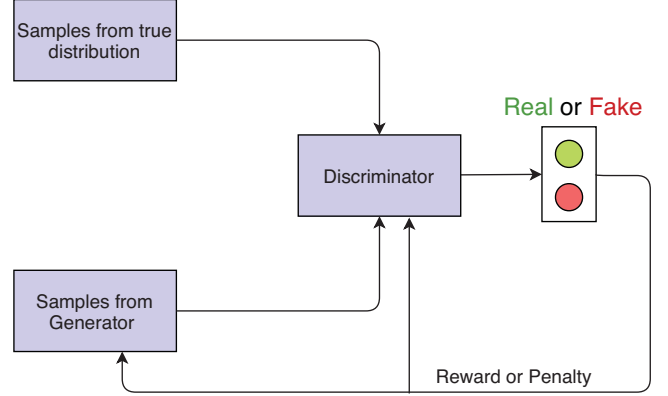 Samples from true
distribution
Real or Fake
Discriminator
Samples from
Generator
Reward or Penalty